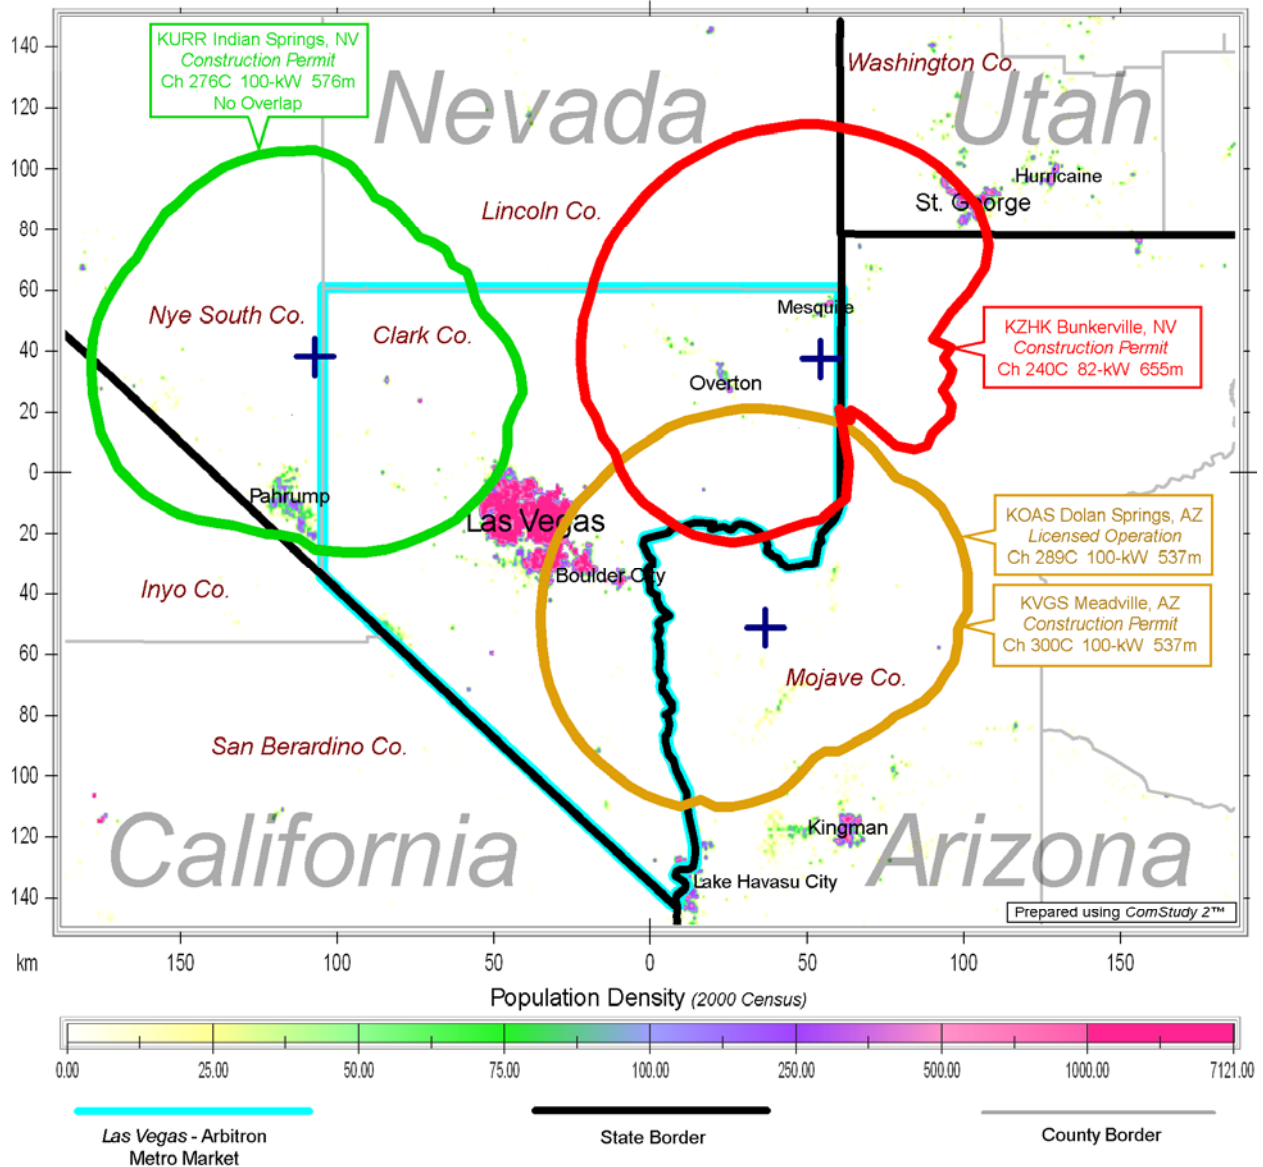 KURR Indian Springs, NV
Construction Permit
Ch 276C 100-kW 576m
No Overlap
Nevada
Washington Co.
Utah
Hurricaine
St. George
Lincoln Co.
Nye South Co.
Clark Co.
Mesquite
Overton
KZHK Bunkerville, NV
Construction Permit
Ch 240C 82-kW 655m
Pahrump
Las Vegas
Boulder City
KOAS Dolan Springs, AZ
Licensed Operation
Ch 289C 100-kW 537m
Inyo Co.
KVGS Meadville, AZ
Construction Permit
Ch 300C 100-kW 537m
Mojave Co.
San Berardino Co.
California
Kingman
Arizona
Lake Havasu City
Prepared using ComStudy 2™
140
120
100
80
60
40
20
0
20
40
60
80
100
120
140
km 150 100 50 0 50 100 150
Population Density (2000 Census)
0.00 25.00 50.00 75.00 100.00 250.00 500.00 1000.00 7121.00
Las Vegas - Arbitron
Metro Market
State Border
County Border